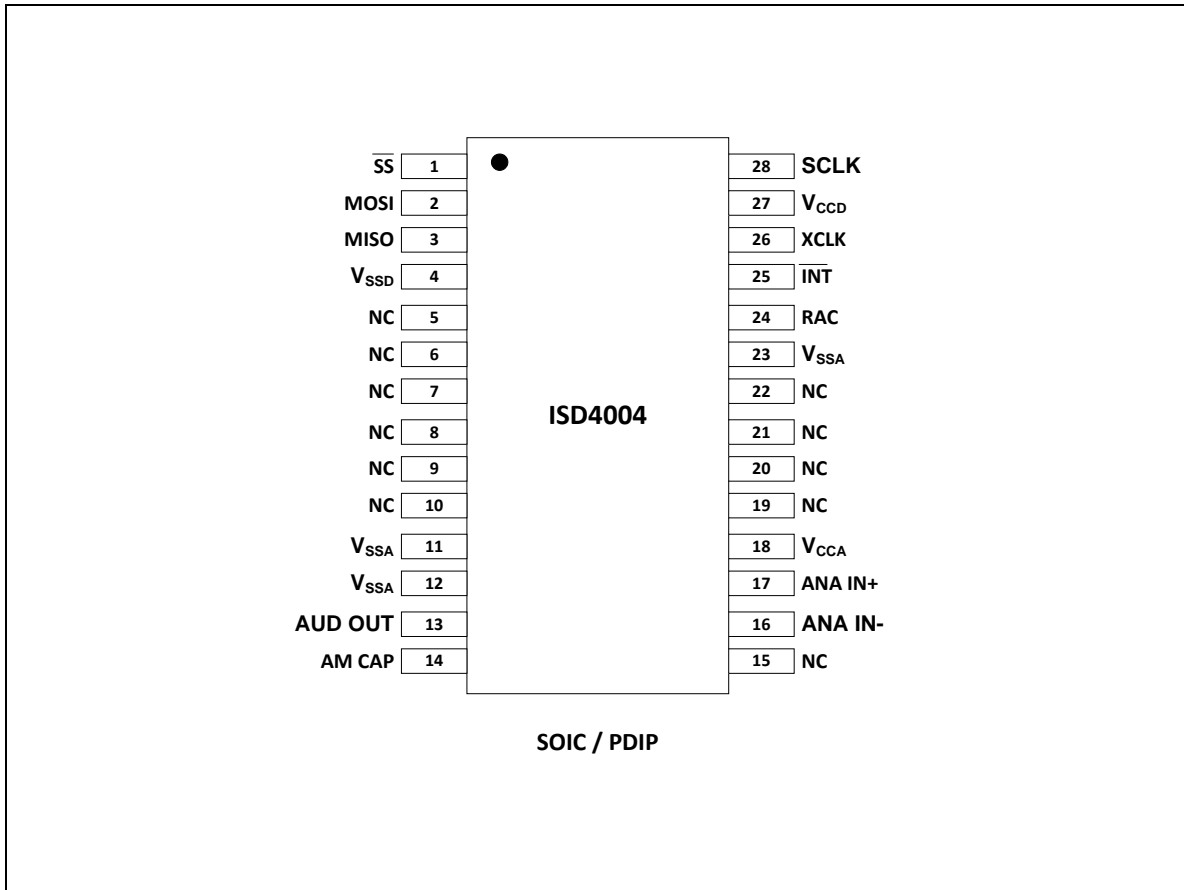 S̅S̅ 1 28 SCLK
MOSI 2 27 VCCD
MISO 3 26 XCLK
VSSD 4 25 I̅N̅T̅
NC 5 24 RAC
NC 6 23 VSSA
NC 7 22 NC
ISD4004
NC 8 21 NC
NC 9 20 NC
NC 10 19 NC
VSSA 11 18 VCCA
VSSA 12 17 ANA IN+
AUD OUT 13 16 ANA IN-
AM CAP 14 15 NC
SOIC / PDIP